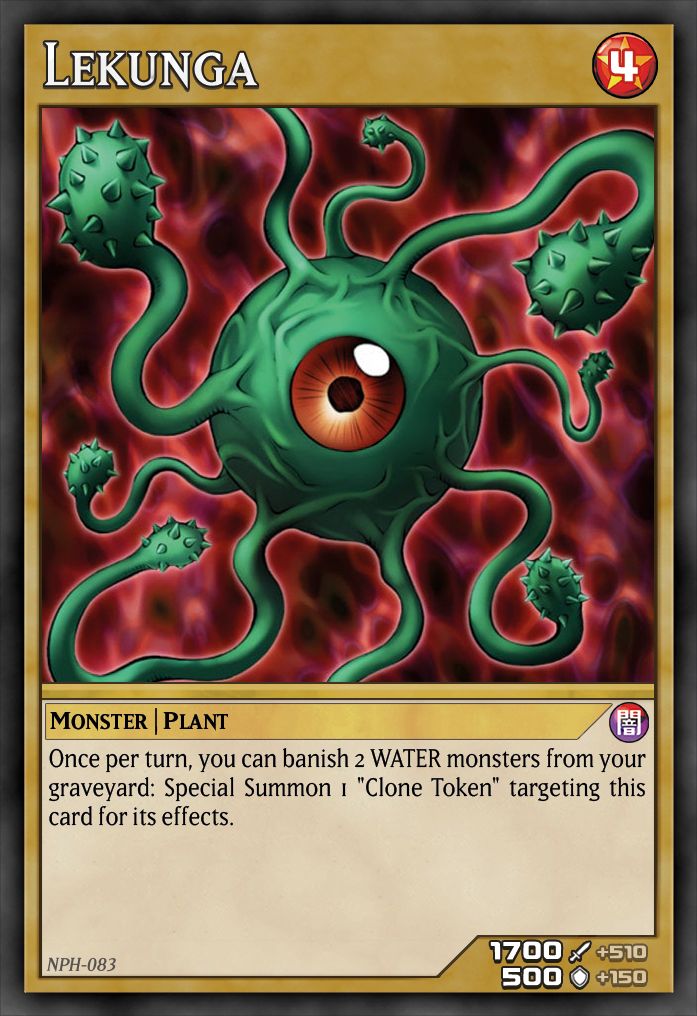 Lekunga
4
Monster | Plant
闇
Once per turn, you can banish 2 WATER monsters from your
graveyard: Special Summon 1 "Clone Token" targeting this
card for its effects.
1700 +510
NPH-083
500 +150